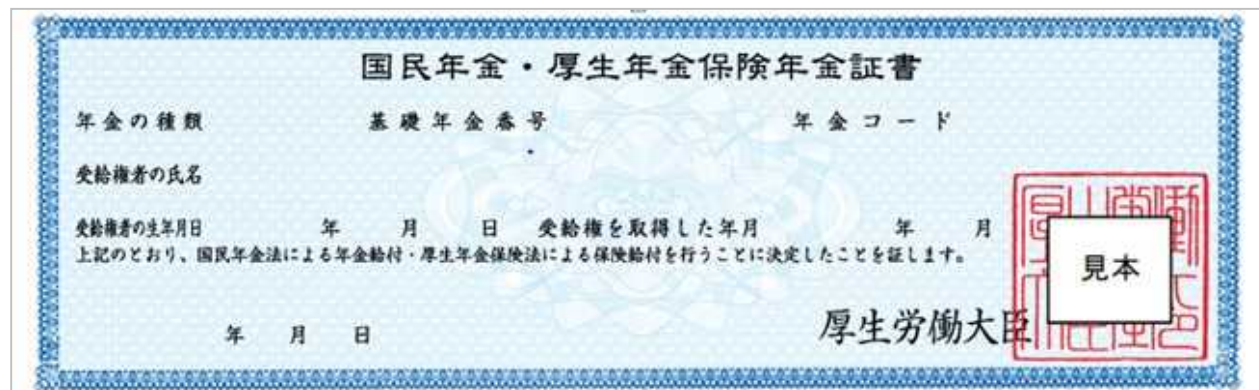 国民年金・厚生年金保険年金証書
年金の種類 基礎年金番号 年金コード
受給権者の氏名
受給権者の生年月日 年 月 日 受給権を取得した年月 年 月
上記のとおり、国民年金法による年金給付・厚生年金保険法による保険給付を行うことに決定したことを証します。
見本
年 月 日 厚生労働大臣